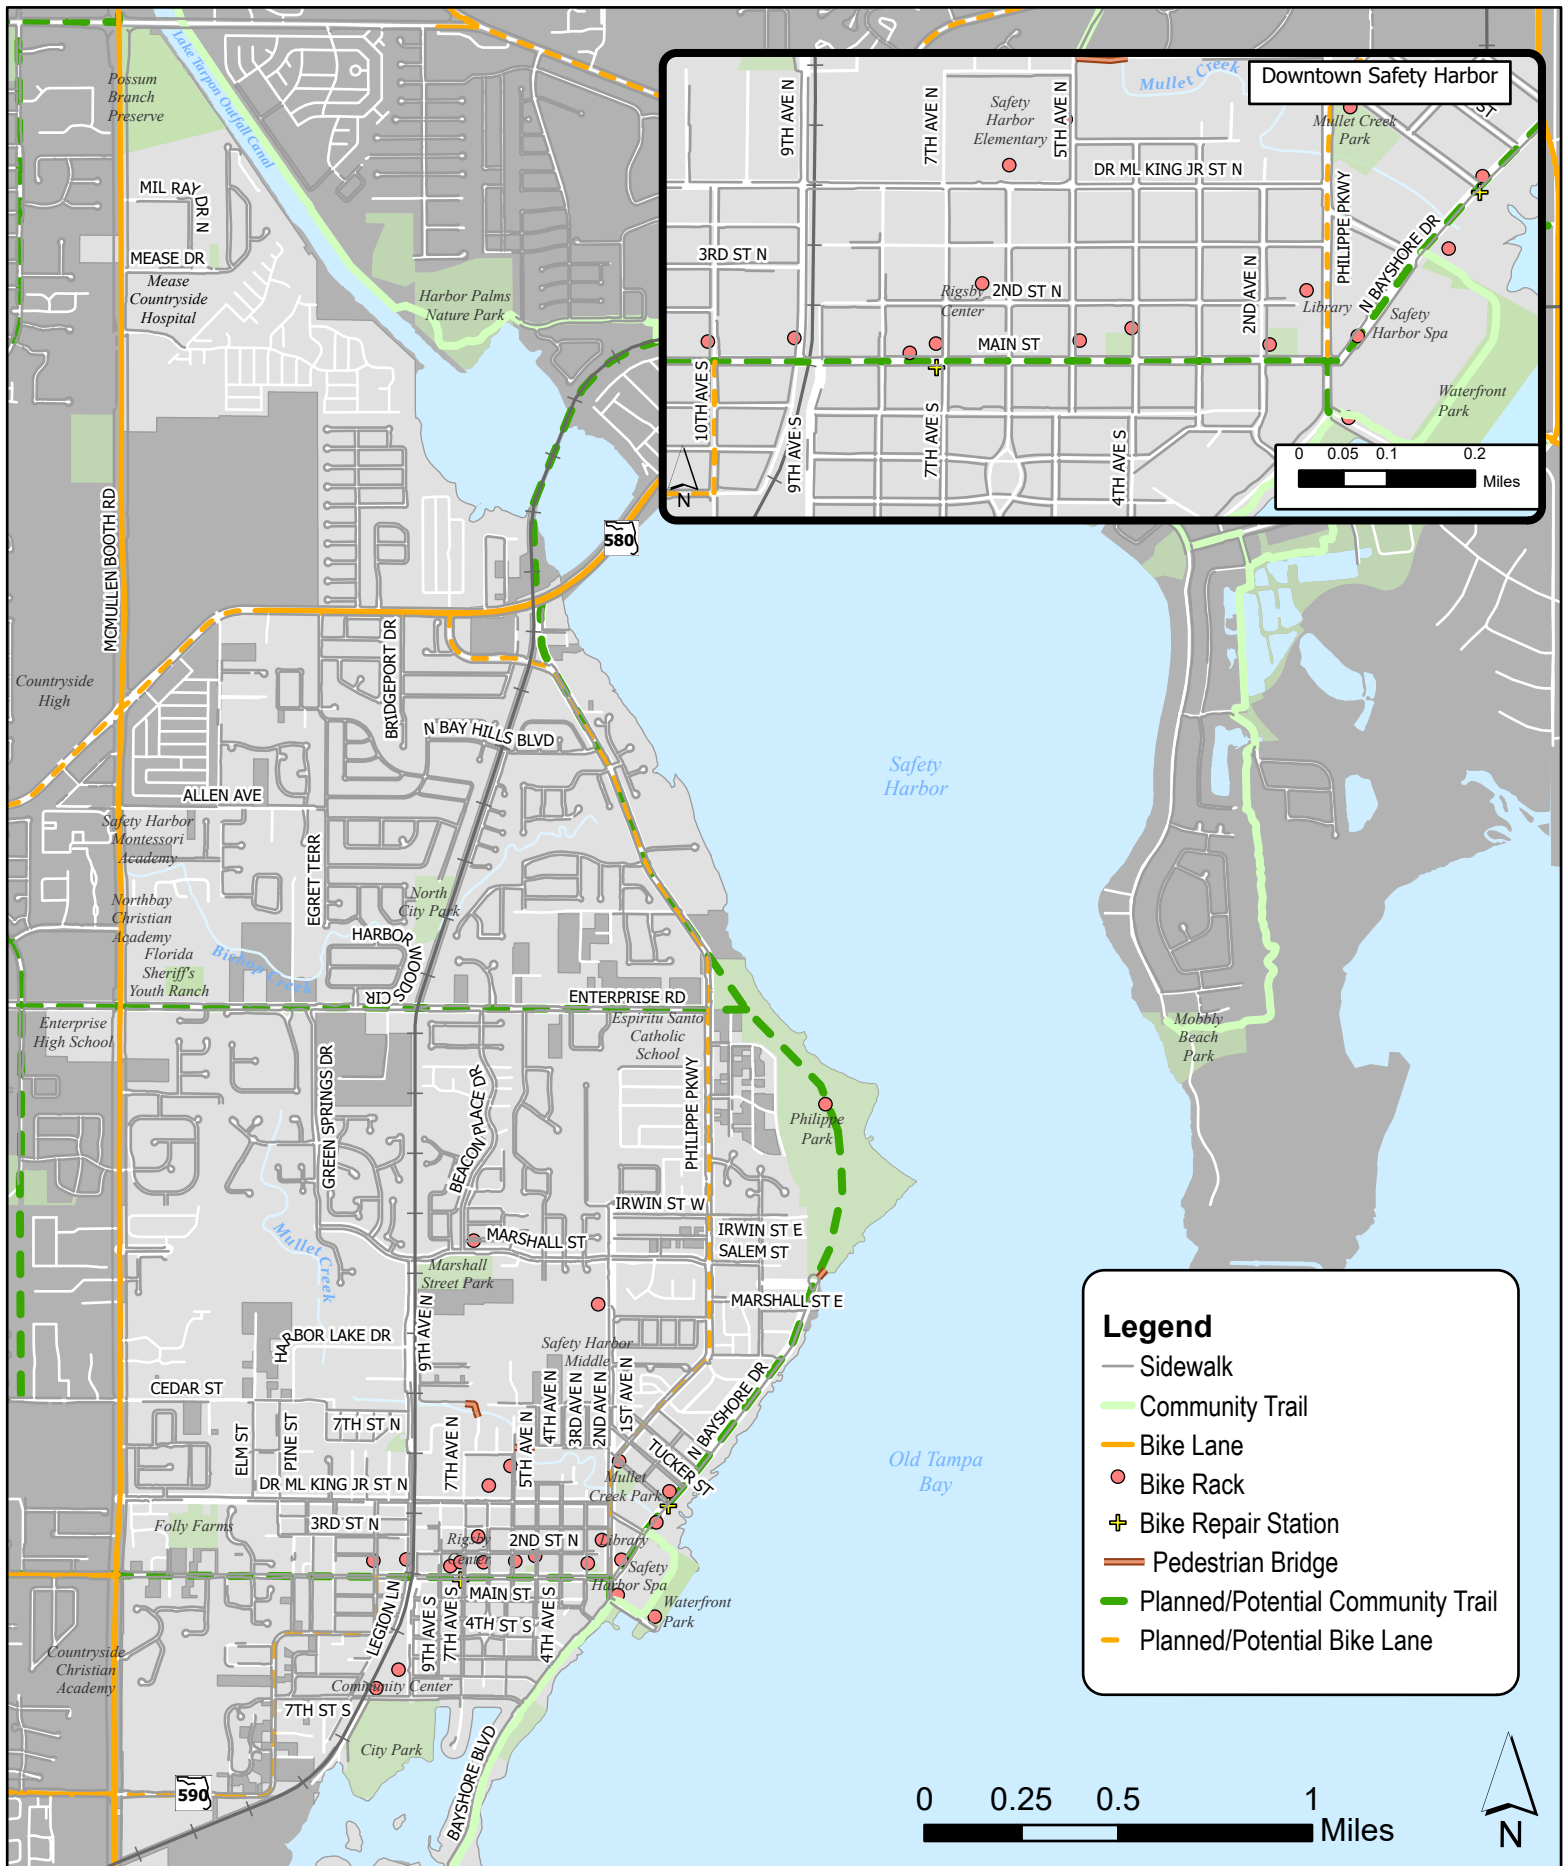 Lake Tarpon Outfall Canal
Possum
Branch
Preserve
MIL RAY DR N
MEASE DR
Mease
Countryside
Hospital
Harbor Palms
Nature Park
MCMULLEN BOOTH RD
580
BRIDGEPORT DR
Countryside
High
N BAY HILLS BLVD
ALLEN AVE
Safety Harbor
Montessori
Academy
EGRET TERR
North
City Park
Northbay
Christian
Academy
HARBOR WOODS CIR
Bishop Creek
Florida
Sheriff's
Youth Ranch
ENTERPRISE RD
Enterprise
High School
Espiritu Santo
Catholic
School
GREEN SPRINGS DR
BEACON PLACE DR
PHILIPPE PKWY
Philippe
Park
IRWIN ST W
IRWIN ST E
SALEM ST
MARSHALL ST
Mullet Creek
Marshall
Street Park
MARSHALL ST E
9TH AVE N
HARBOR LAKE DR
Safety Harbor
Middle
CEDAR ST
7TH ST N
ELM ST
PINE ST
7TH AVE N
5TH AVE N
4TH AVE N
3RD AVE N
2ND AVE N
1ST AVE N
N BAYSHORE DR
TUCKER ST
DR ML KING JR ST N
Mullet
Creek Park
Folly Farms
3RD ST N
Rigsby
Center
2ND ST N
Library
Safety
Harbor Spa
MAIN ST
Waterfront
Park
LEGION LN
9TH AVE S
7TH AVE S
4TH ST S
4TH AVE S
Countryside
Christian
Academy
Community Center
7TH ST S
City Park
BAYSHORE BLVD
590
Safety
Harbor
Old Tampa
Bay
Mobbly
Beach
Park
Downtown Safety Harbor
Mullet Creek
9TH AVE N
7TH AVE N
Safety
Harbor
Elementary
5TH AVE N
Mullet Creek
Park
ST
DR ML KING JR ST N
PHILIPPE PKWY
N BAYSHORE DR
3RD ST N
Rigsby
Center
2ND ST N
2ND AVE N
Library
Safety
Harbor Spa
MAIN ST
Waterfront
Park
10TH AVE S
9TH AVE S
7TH AVE S
4TH AVE S
N
0 0.05 0.1 0.2
Miles
Legend
Sidewalk
Community Trail
Bike Lane
Bike Rack
Bike Repair Station
Pedestrian Bridge
Planned/Potential Community Trail
Planned/Potential Bike Lane
0 0.25 0.5 1
Miles
N